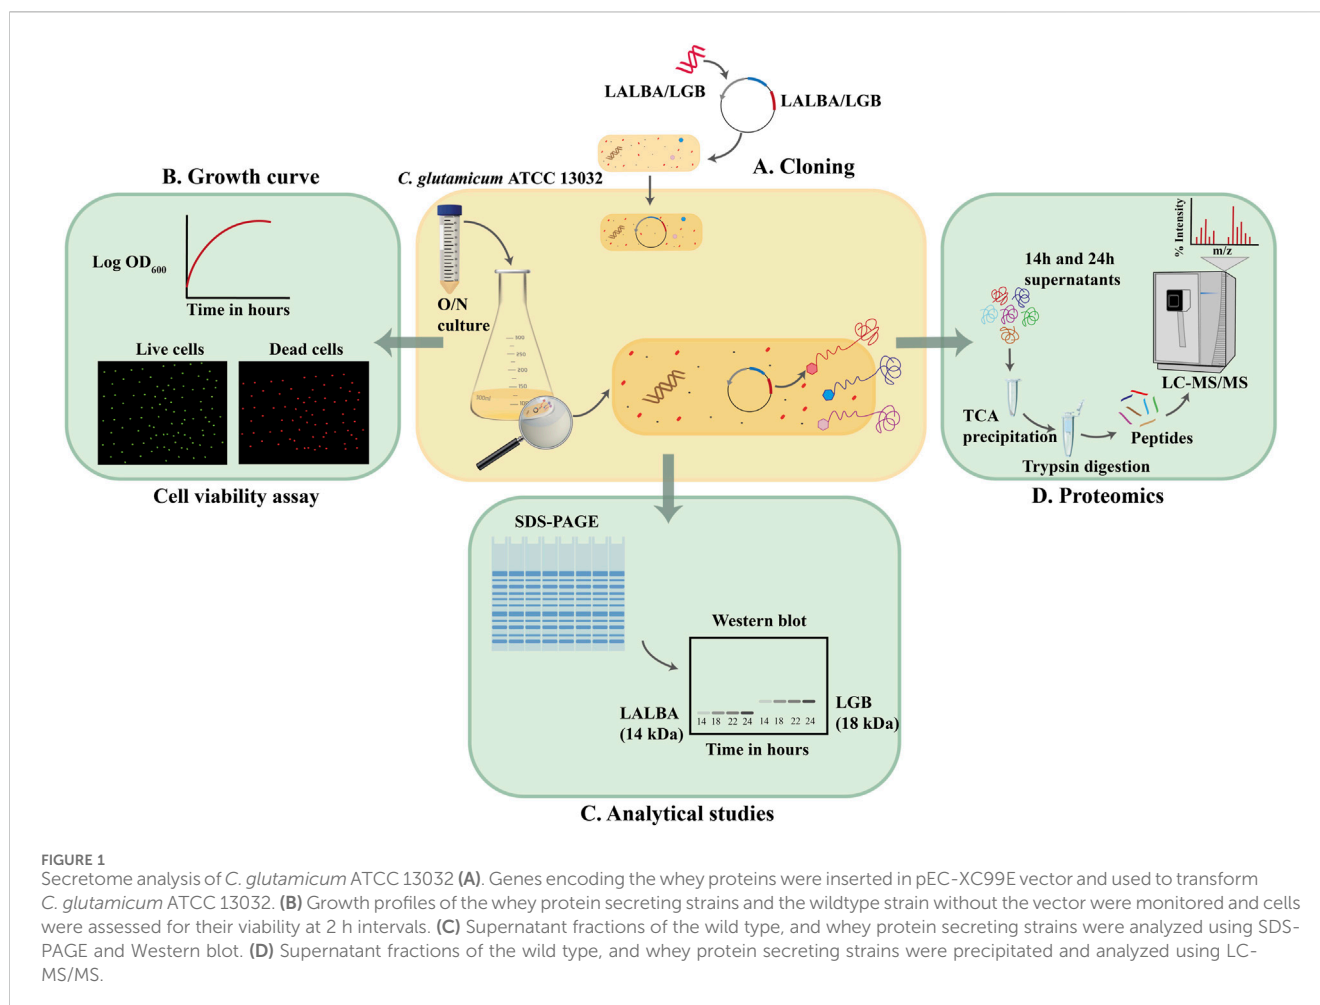 LALBA/LGB
LALBA/LGB
A. Cloning
C. glutamicum ATCC 13032
B. Growth curve
Log OD600
Time in hours
Live cells
Dead cells
Cell viability assay
O/N
culture
500ml
300
250
200
150
100
% Intensity
m/z
14h and 24h
supernatants
LC-MS/MS
TCA
precipitation
Peptides
Trypsin digestion
D. Proteomics
SDS-PAGE
Western blot
LALBA
(14 kDa)
14 18 22 24 14 18 22 24
LGB
(18 kDa)
Time in hours
C. Analytical studies
FIGURE 1
Secretome analysis of C. glutamicum ATCC 13032 (A). Genes encoding the whey proteins were inserted in pEC-XC99E vector and used to transform
C. glutamicum ATCC 13032. (B) Growth profiles of the whey protein secreting strains and the wildtype strain without the vector were monitored and cells
were assessed for their viability at 2 h intervals. (C) Supernatant fractions of the wild type, and whey protein secreting strains were analyzed using SDS-
PAGE and Western blot. (D) Supernatant fractions of the wild type, and whey protein secreting strains were precipitated and analyzed using LC-
MS/MS.